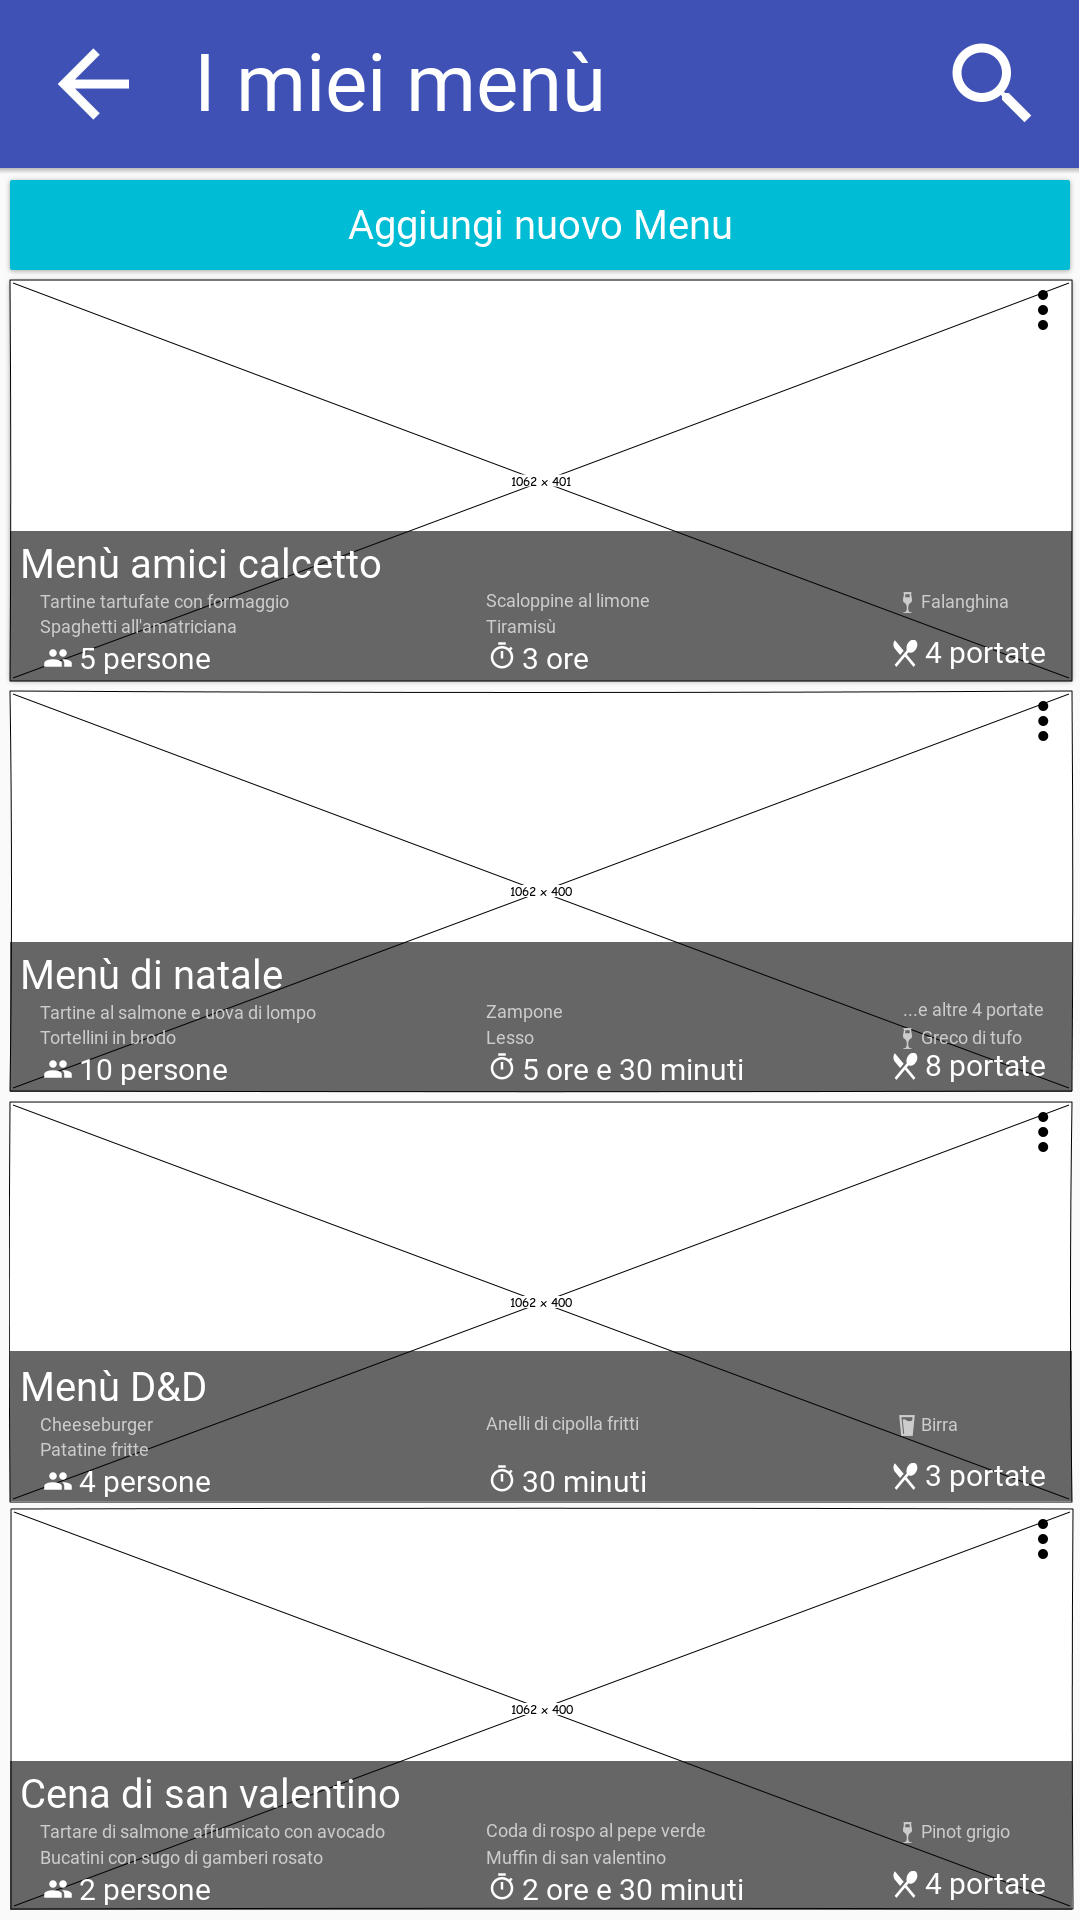 I miei menù
Aggiungi nuovo Menu
1062 x 401
Menù amici calcetto
Tartine tartufate con formaggio
Spaghetti all'amatriciana
Scaloppine al limone
Tiramisù
Falanghina
5 persone
3 ore
4 portate
1062 x 400
Menù di natale
Tartine al salmone e uova di lompo
Tortellini in brodo
Zampone
Lesso
...e altre 4 portate
Greco di tufo
10 persone
5 ore e 30 minuti
8 portate
1062 x 400
Menù D&D
Cheeseburger
Patatine fritte
Anelli di cipolla fritti
Birra
4 persone
30 minuti
3 portate
1062 x 400
Cena di san valentino
Tartare di salmone affumicato con avocado
Bucatini con sugo di gamberi rosato
Coda di rospo al pepe verde
Muffin di san valentino
Pinot grigio
2 persone
2 ore e 30 minuti
4 portate